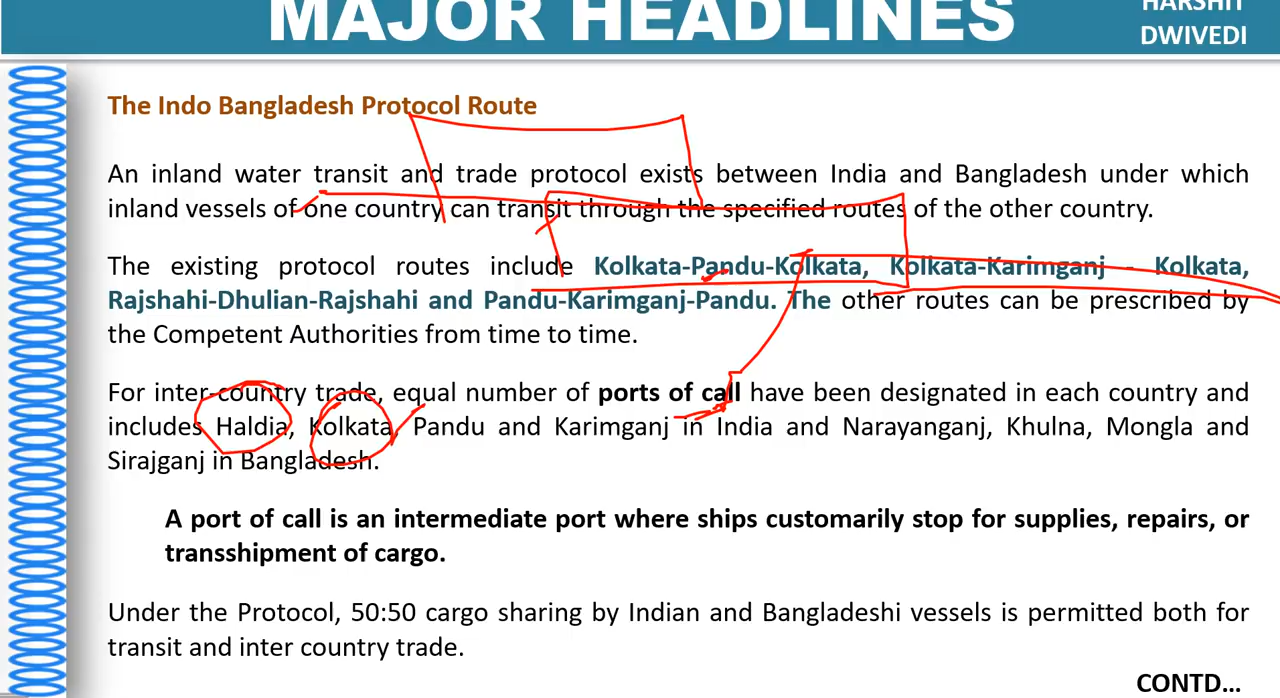 MAJOR HEADLINES
HARSHIT
DWIVEDI
The Indo Bangladesh Protocol Route
An inland water transit and trade protocol exists between India and Bangladesh under which
inland vessels of one country can transit through the specified routes of the other country.
The existing protocol routes include Kolkata-Pandu-Kolkata, Kolkata-Karimganj - Kolkata,
Rajshahi-Dhulian-Rajshahi and Pandu-Karimganj-Pandu. The other routes can be prescribed by
the Competent Authorities from time to time.
For inter-country trade, equal number of ports of call have been designated in each country and
includes Haldia, Kolkata, Pandu and Karimganj in India and Narayanganj, Khulna, Mongla and
Sirajganj in Bangladesh.
A port of call is an intermediate port where ships customarily stop for supplies, repairs, or
transshipment of cargo.
Under the Protocol, 50:50 cargo sharing by Indian and Bangladeshi vessels is permitted both for
transit and inter country trade.
CONTD...